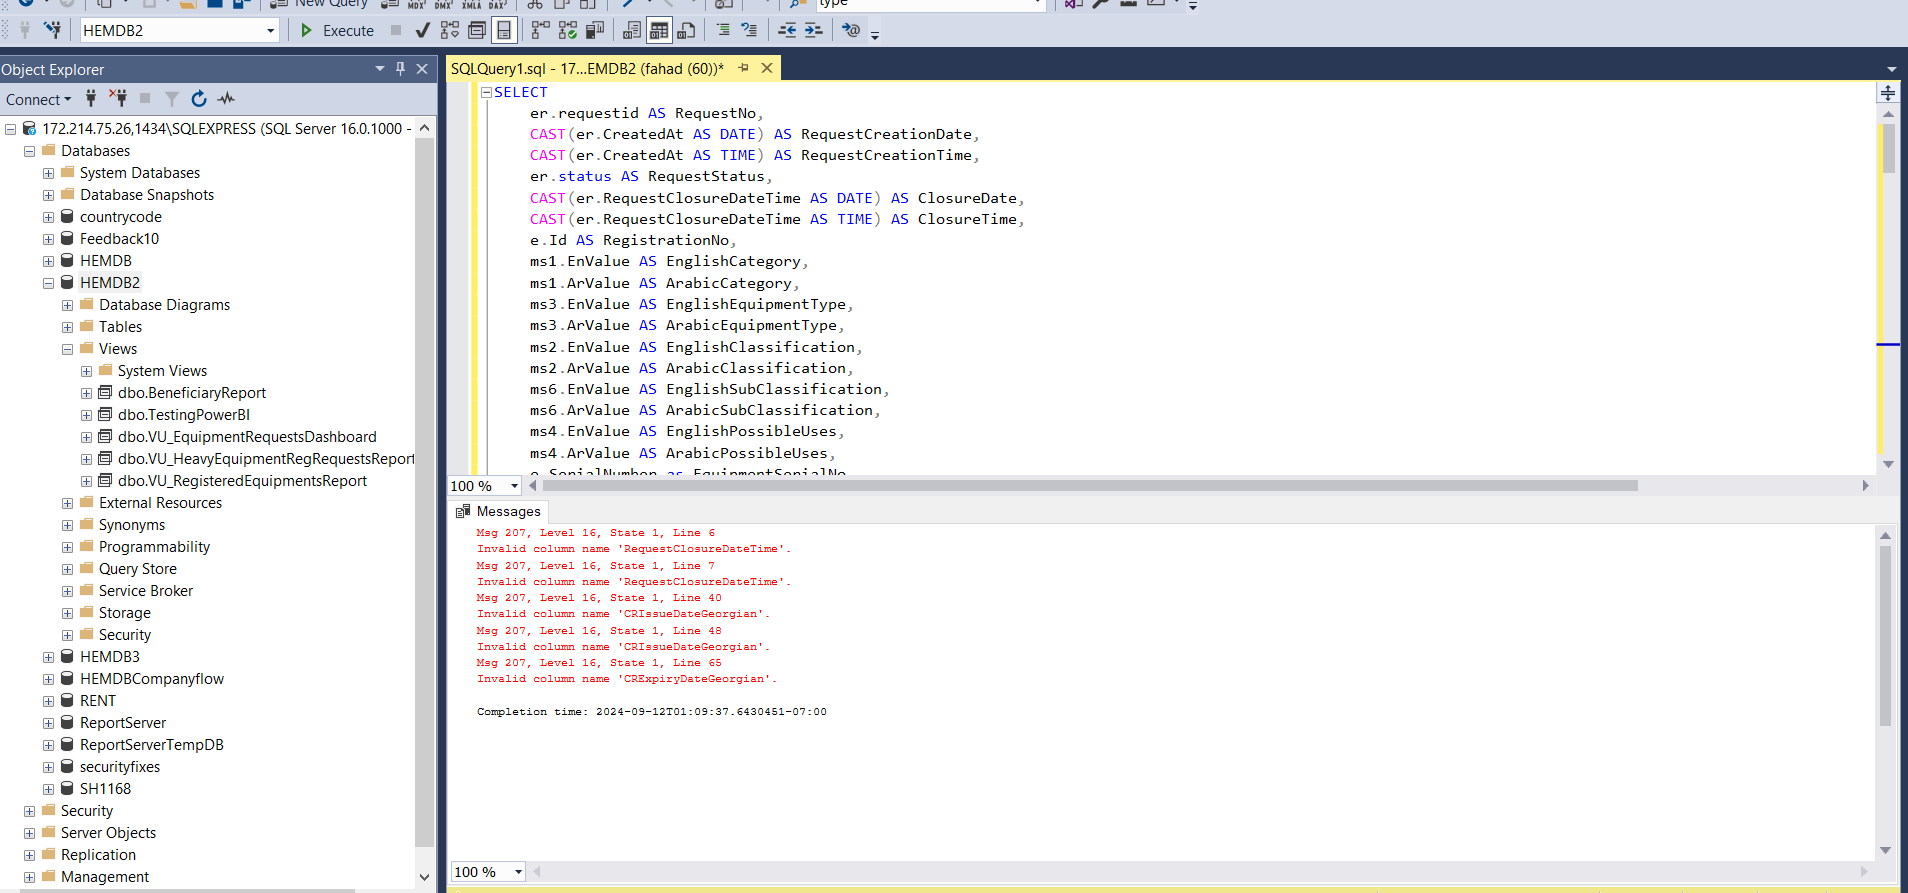 New Query
MDX
DMX
XMLA
DAX
type
HEMDB2
Execute
Object Explorer
Connect
172.214.75.26,1434\SQLEXPRESS (SQL Server 16.0.1000 -
Databases
System Databases
Database Snapshots
countrycode
Feedback10
HEMDB
HEMDB2
Database Diagrams
Tables
Views
System Views
dbo.BeneficiaryReport
dbo.TestingPowerBI
dbo.VU_EquipmentRequestsDashboard
dbo.VU_HeavyEquipmentRegRequestsReport
dbo.VU_RegisteredEquipmentsReport
External Resources
Synonyms
Programmability
Query Store
Service Broker
Storage
Security
HEMDB3
HEMDBCompanyflow
RENT
ReportServer
ReportServerTempDB
securityfixes
SH1168
Security
Server Objects
Replication
Management
SQLQuery1.sql - 17...EMDB2 (fahad (60))*
SELECT
er.requestid AS RequestNo,
CAST(er.CreatedAt AS DATE) AS RequestCreationDate,
CAST(er.CreatedAt AS TIME) AS RequestCreationTime,
er.status AS RequestStatus,
CAST(er.RequestClosureDateTime AS DATE) AS ClosureDate,
CAST(er.RequestClosureDateTime AS TIME) AS ClosureTime,
e.Id AS RegistrationNo,
ms1.EnValue AS EnglishCategory,
ms1.ArValue AS ArabicCategory,
ms3.EnValue AS EnglishEquipmentType,
ms3.ArValue AS ArabicEquipmentType,
ms2.EnValue AS EnglishClassification,
ms2.ArValue AS ArabicClassification,
ms6.EnValue AS EnglishSubClassification,
ms6.ArValue AS ArabicSubClassification,
ms4.EnValue AS EnglishPossibleUses,
ms4.ArValue AS ArabicPossibleUses,
e.SerialNumber as EquipmentSerialNo
100 %
Messages
Msg 207, Level 16, State 1, Line 6
Invalid column name 'RequestClosureDateTime'.
Msg 207, Level 16, State 1, Line 7
Invalid column name 'RequestClosureDateTime'.
Msg 207, Level 16, State 1, Line 40
Invalid column name 'CRIssueDateGeorgian'.
Msg 207, Level 16, State 1, Line 48
Invalid column name 'CRIssueDateGeorgian'.
Msg 207, Level 16, State 1, Line 65
Invalid column name 'CRExpiryDateGeorgian'.
Completion time: 2024-09-12T01:09:37.6430451-07:00
100 %